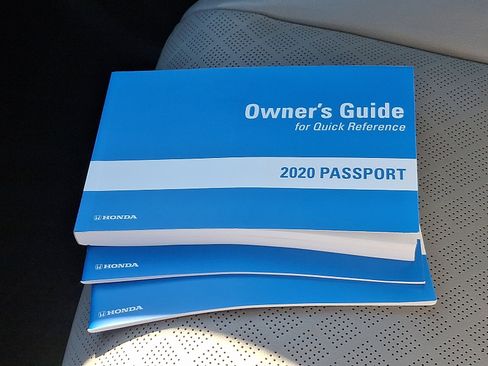 Owner's Guide
for Quick Reference
2020 PASSPORT
HONDA
HONDA
HONDA